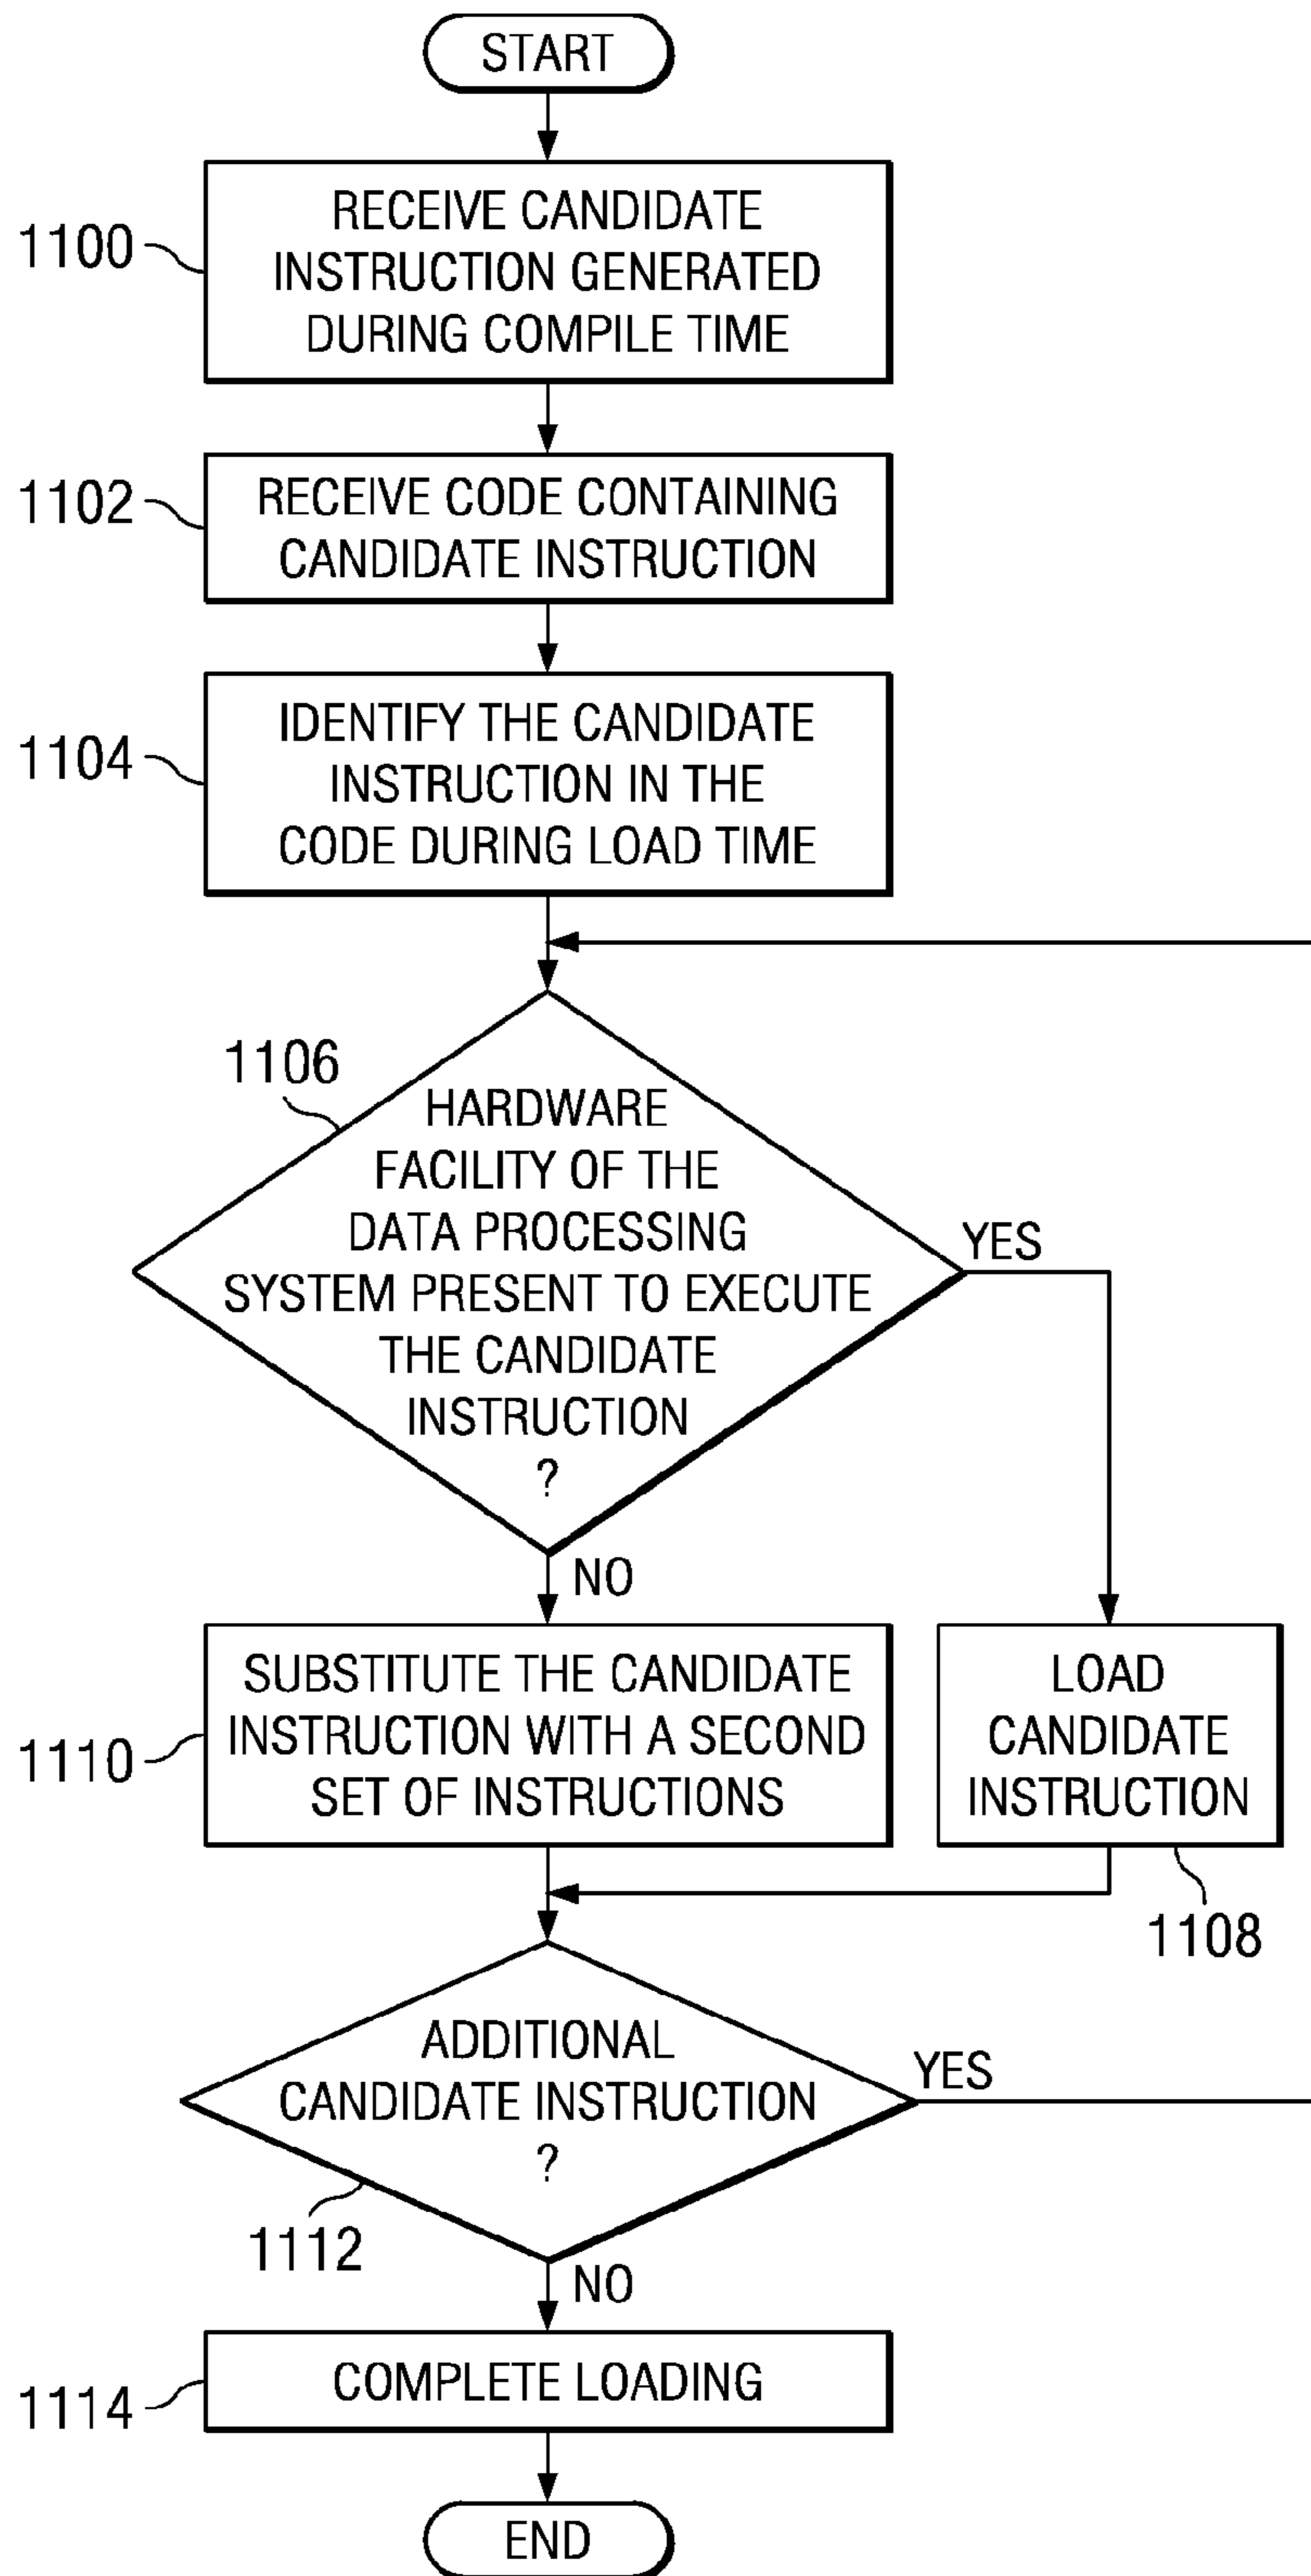 START
1100
RECEIVE CANDIDATE
INSTRUCTION GENERATED
DURING COMPILE TIME
1102
RECEIVE CODE CONTAINING
CANDIDATE INSTRUCTION
1104
IDENTIFY THE CANDIDATE
INSTRUCTION IN THE
CODE DURING LOAD TIME
1106
HARDWARE
FACILITY OF THE
DATA PROCESSING
SYSTEM PRESENT TO EXECUTE
THE CANDIDATE
INSTRUCTION
?
YES
NO
1110
SUBSTITUTE THE CANDIDATE
INSTRUCTION WITH A SECOND
SET OF INSTRUCTIONS
LOAD
CANDIDATE
INSTRUCTION
1108
ADDITIONAL
CANDIDATE INSTRUCTION
?
YES
1112
NO
1114
COMPLETE LOADING
END